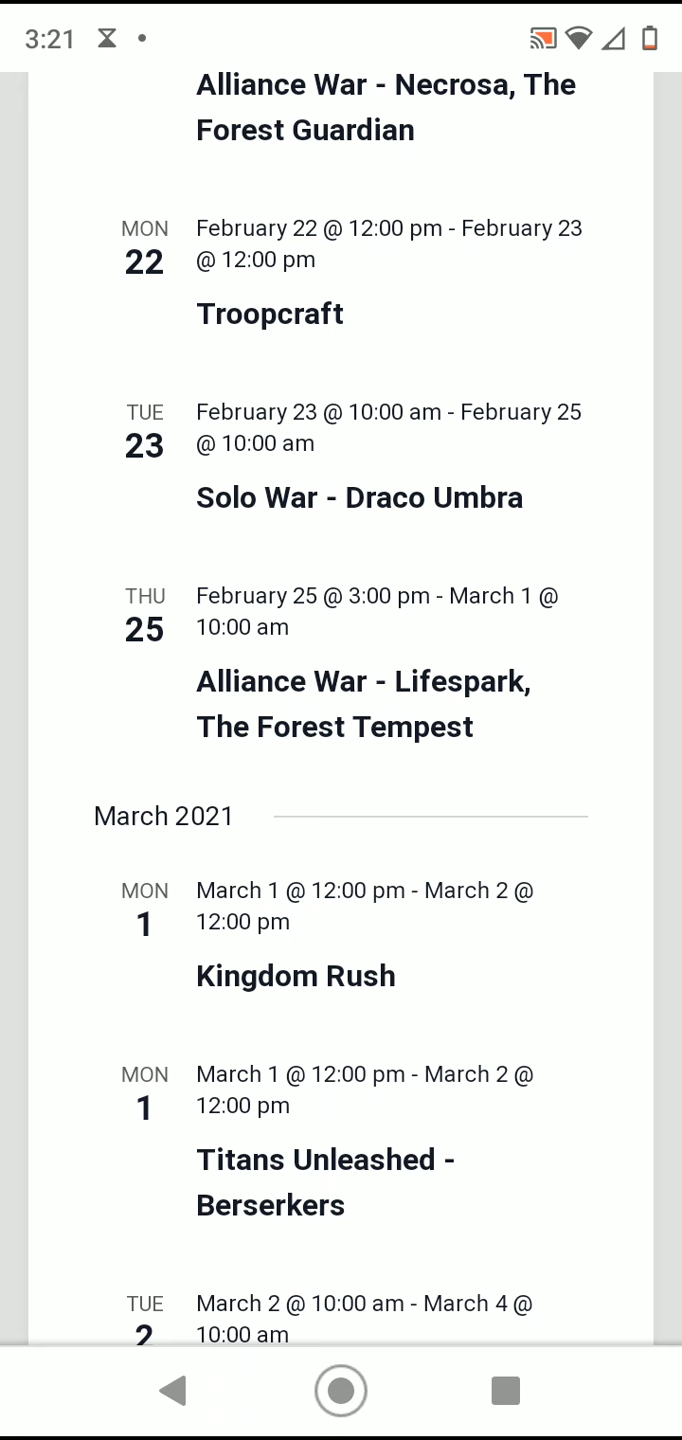 3:21
Alliance War - Necrosa, The
Forest Guardian
MON
22
February 22 @ 12:00 pm - February 23
@ 12:00 pm
Troopcraft
TUE
23
February 23 @ 10:00 am - February 25
@ 10:00 am
Solo War - Draco Umbra
THU
25
February 25 @ 3:00 pm - March 1 @
10:00 am
Alliance War - Lifespark,
The Forest Tempest
March 2021
MON
1
March 1 @ 12:00 pm - March 2 @
12:00 pm
Kingdom Rush
MON
1
March 1 @ 12:00 pm - March 2 @
12:00 pm
Titans Unleashed -
Berserkers
TUE
2
March 2 @ 10:00 am - March 4 @
10:00 am